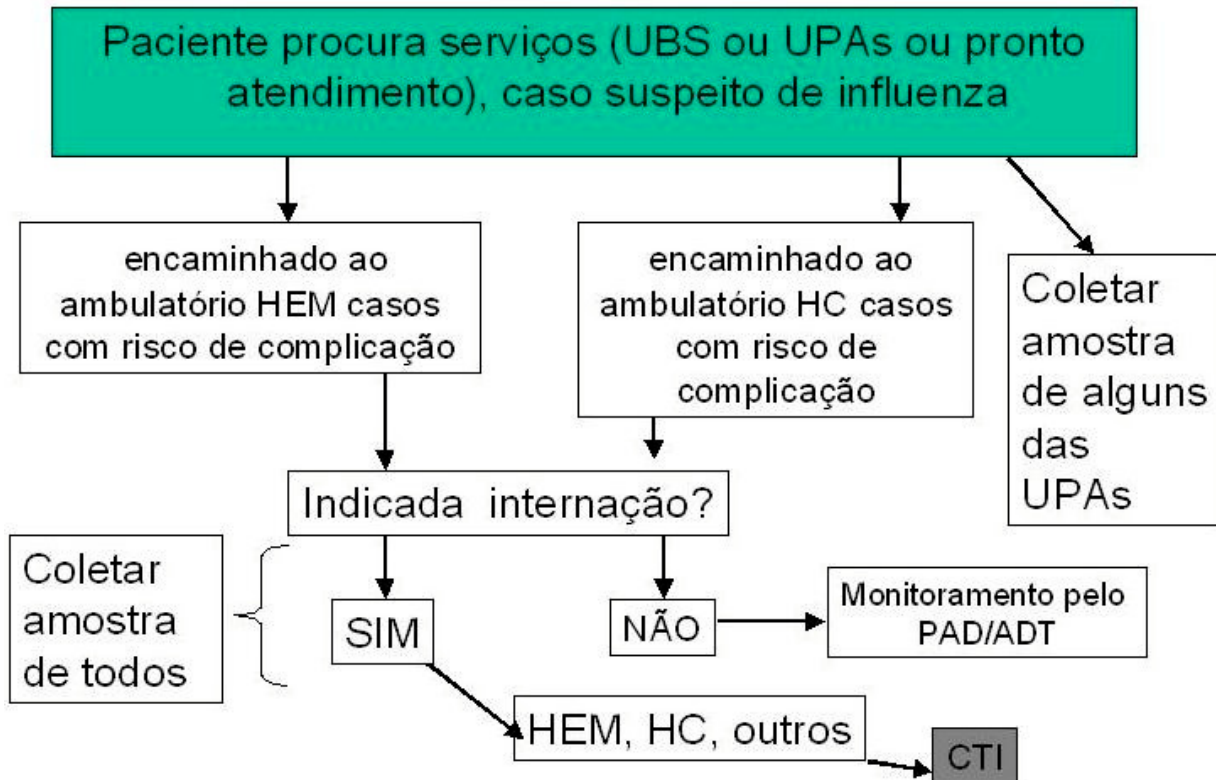 Paciente procura serviços (UBS ou UPAs ou pronto
atendimento), caso suspeito de influenza
encaminhado ao
ambulatório HEM casos
com risco de complicação
encaminhado ao
ambulatório HC casos
com risco de
complicação
Coletar
amostra
de alguns
das
UPAs
Indicada internação?
Coletar
amostra
de todos
SIM
NÃO
Monitoramento pelo
PAD/ADT
HEM, HC, outros
CTI